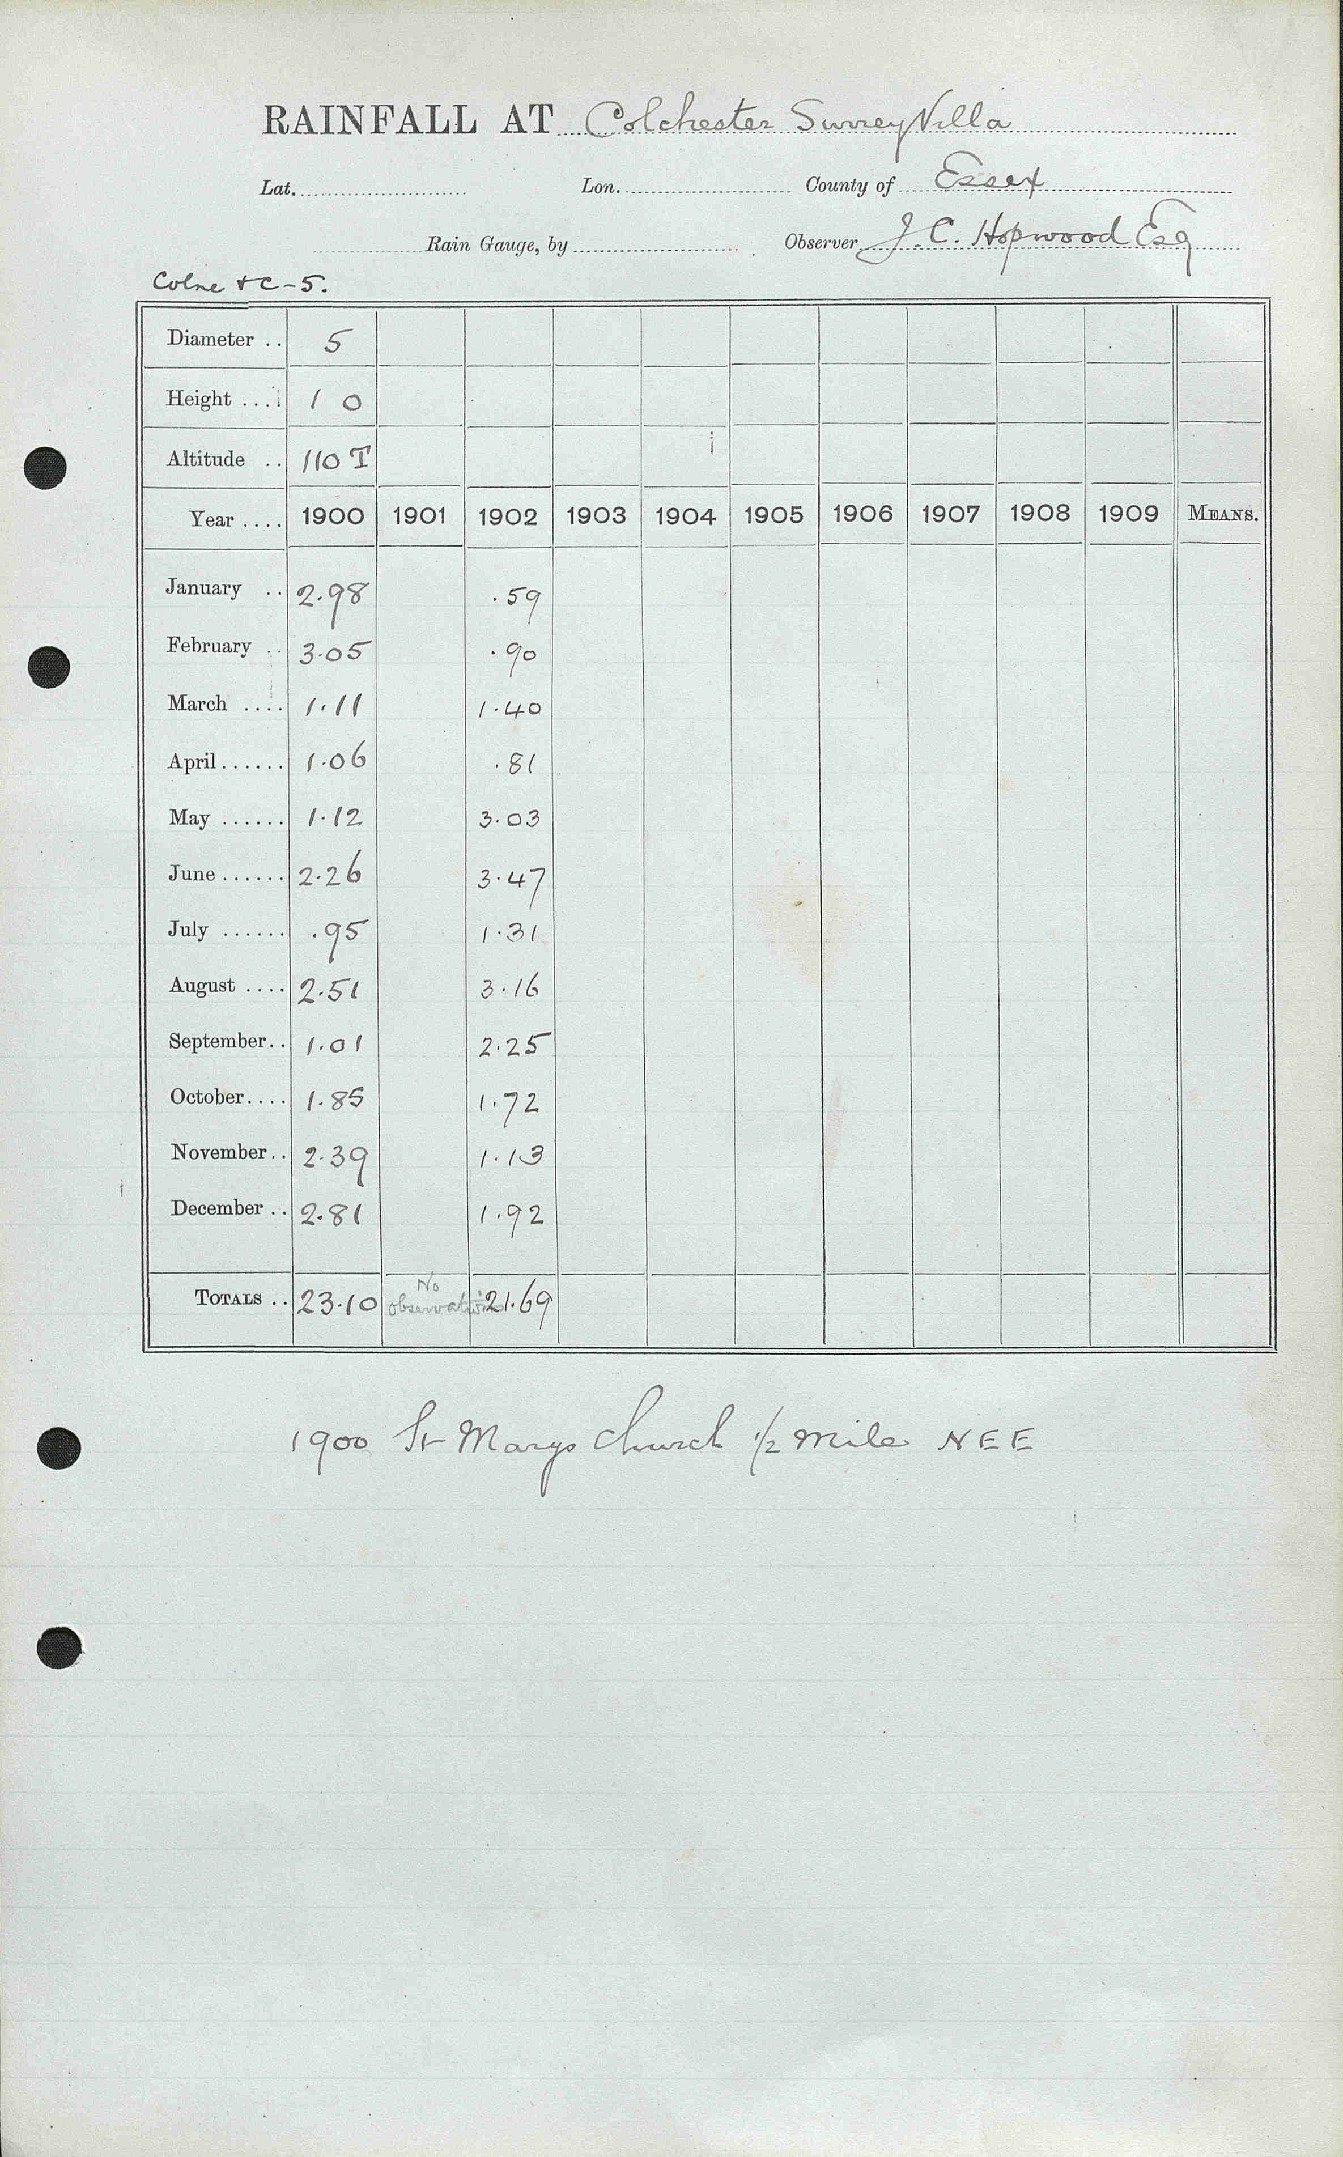 RAINFALL AT Colchester Surrey Villa
Lat. Lon. County of Essex
Rain Gauge, by Observer J. C. Hopwood Esq
Colne & C-5.
Diameter .. 5
Height .... 1 0
Altitude .. 110 T
Year .... 1900 1901 1902 1903 1904 1905 1906 1907 1908 1909 MEANS.
January .. 2.98 .59
February .. 3.05 .90
March .... 1.11 1.40
April ...... 1.06 .81
May ...... 1.12 3.03
June ...... 2.26 3.47
July ...... .95 1.31
August .... 2.51 3.16
September.. 1.01 2.25
October.... 1.85 1.72
November.. 2.39 1.13
December .. 2.81 1.92
TOTALS .. 23.10 No observations 21.69
1900 St Marys Church 1/2 mile NEE